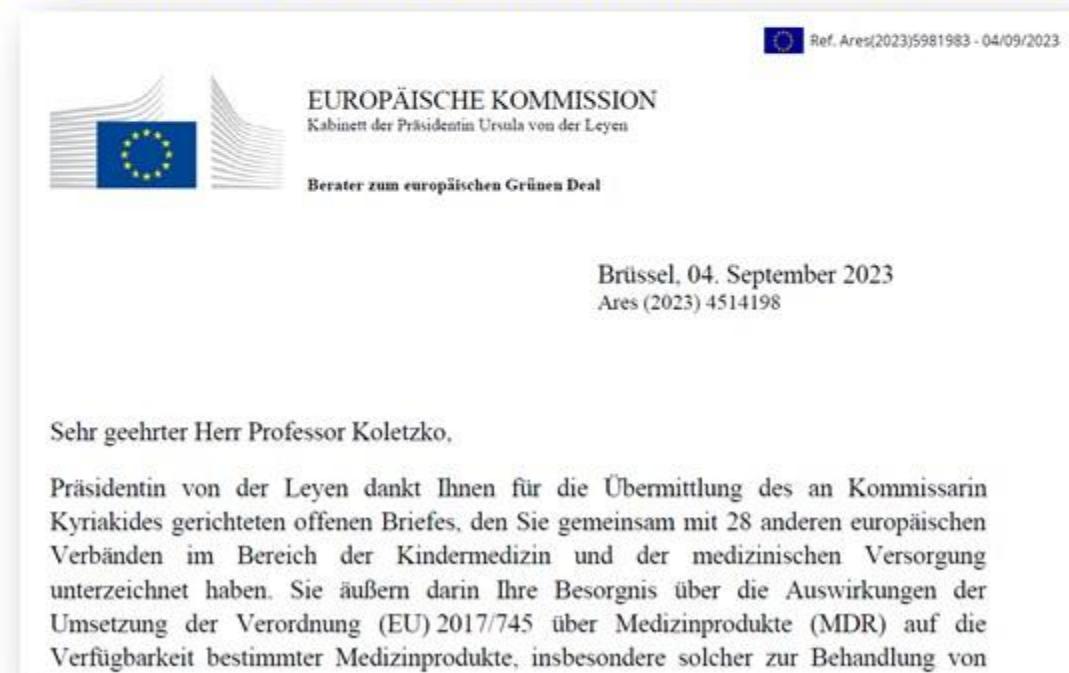 Ref. Ares(2023)5981983 - 04/09/2023
EUROPÄISCHE KOMMISSION
Kabinett der Präsidentin Ursula von der Leyen
Berater zum europäischen Grünen Deal
Brüssel, 04. September 2023
Ares (2023) 4514198
Sehr geehrter Herr Professor Koletzko,
Präsidentin von der Leyen dankt Ihnen für die Übermittlung des an Kommissarin
Kyriakides gerichteten offenen Briefes, den Sie gemeinsam mit 28 anderen europäischen
Verbänden im Bereich der Kindermedizin und der medizinischen Versorgung
unterzeichnet haben. Sie äußern darin Ihre Besorgnis über die Auswirkungen der
Umsetzung der Verordnung (EU) 2017/745 über Medizinprodukte (MDR) auf die
Verfügbarkeit bestimmter Medizinprodukte, insbesondere solcher zur Behandlung von